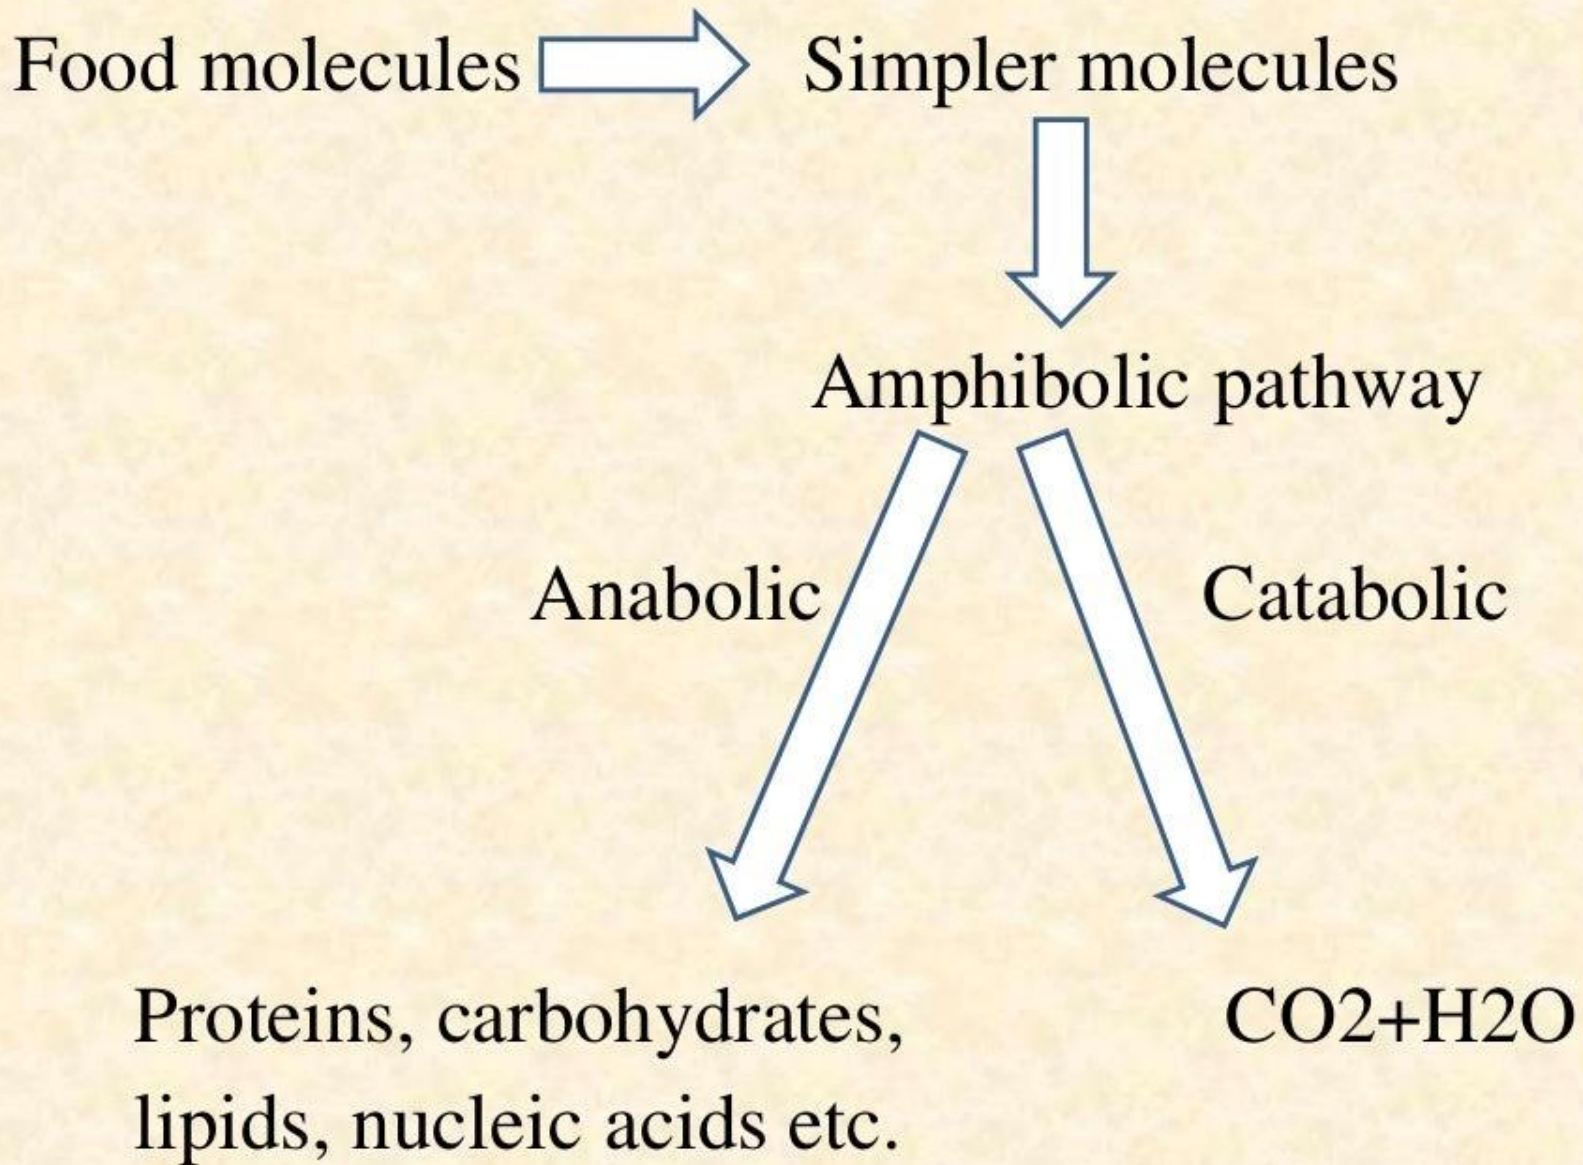 Food molecules Simpler molecules
Amphibolic pathway
Anabolic Catabolic
Proteins, carbohydrates, CO2+H2O
lipids, nucleic acids etc.